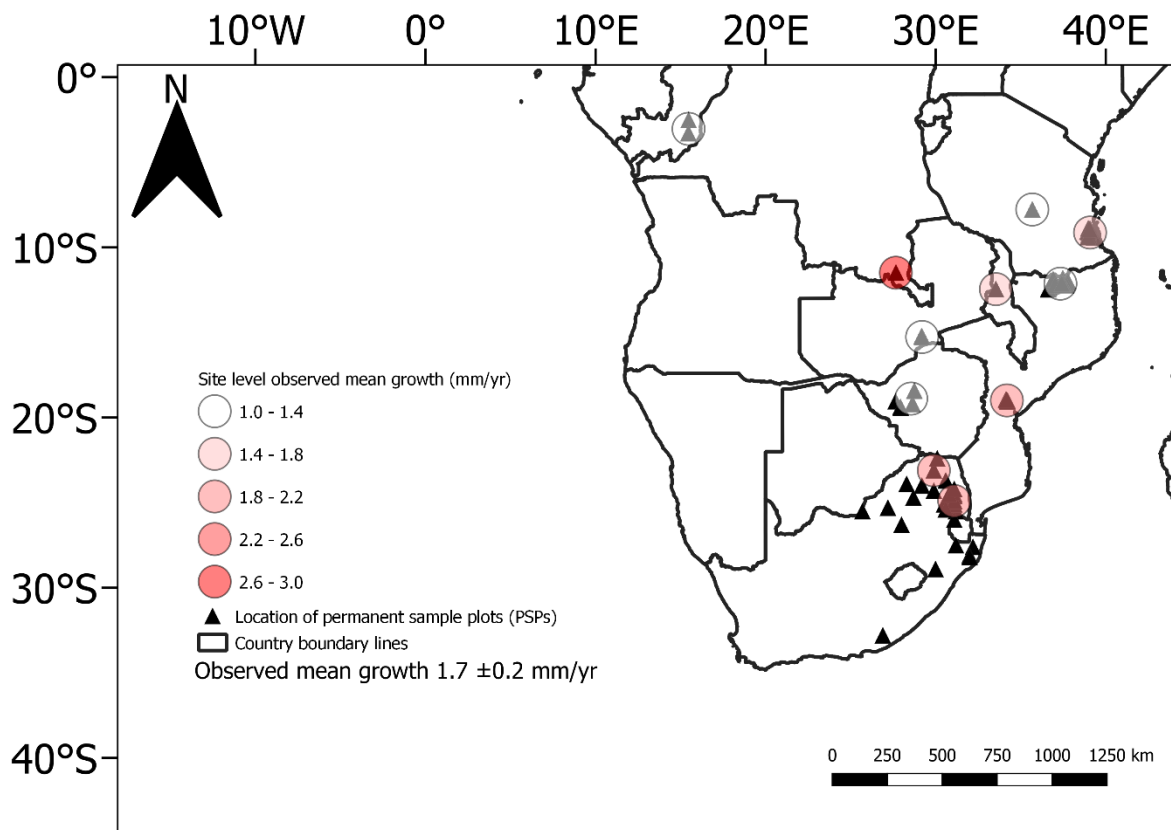 10°W 0° 10°E 20°E 30°E 40°E
0°
N
10°S
20°S
30°S
40°S
Site level observed mean growth (mm/yr)
1.0 - 1.4
1.4 - 1.8
1.8 - 2.2
2.2 - 2.6
2.6 - 3.0
Location of permanent sample plots (PSPs)
Country boundary lines
Observed mean growth 1.7 ±0.2 mm/yr
0 250 500 750 1000 1250 km